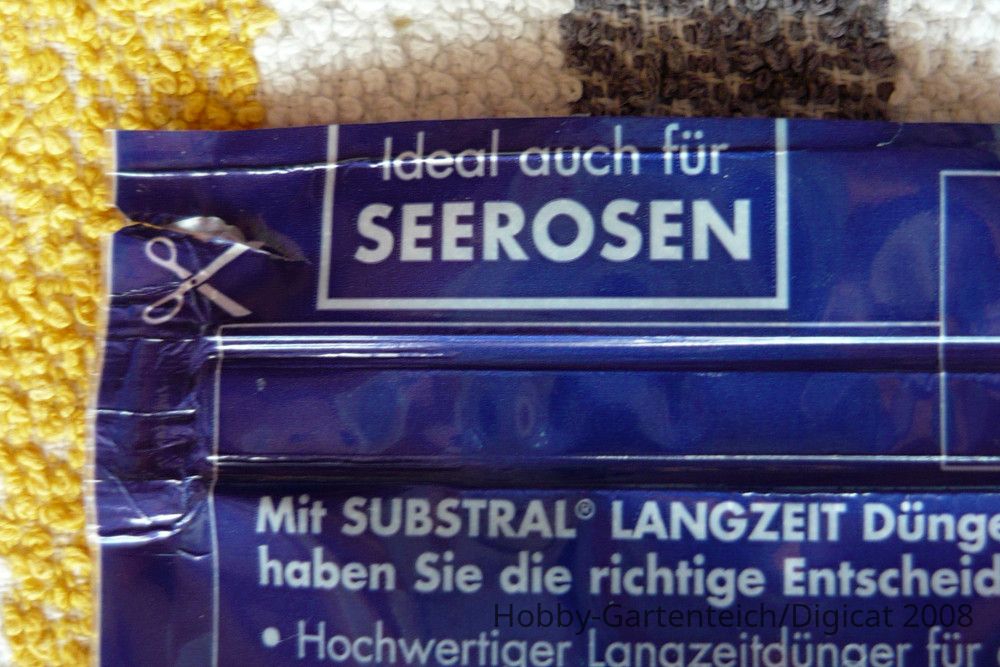 Ideal auch für
SEEROSEN
Mit SUBSTRAL® LANGZEIT Dünge
haben Sie die richtige Entscheid
• Hochwertiger Langzeitdünger für
Hobby-Gartenteich/Digicat 2008